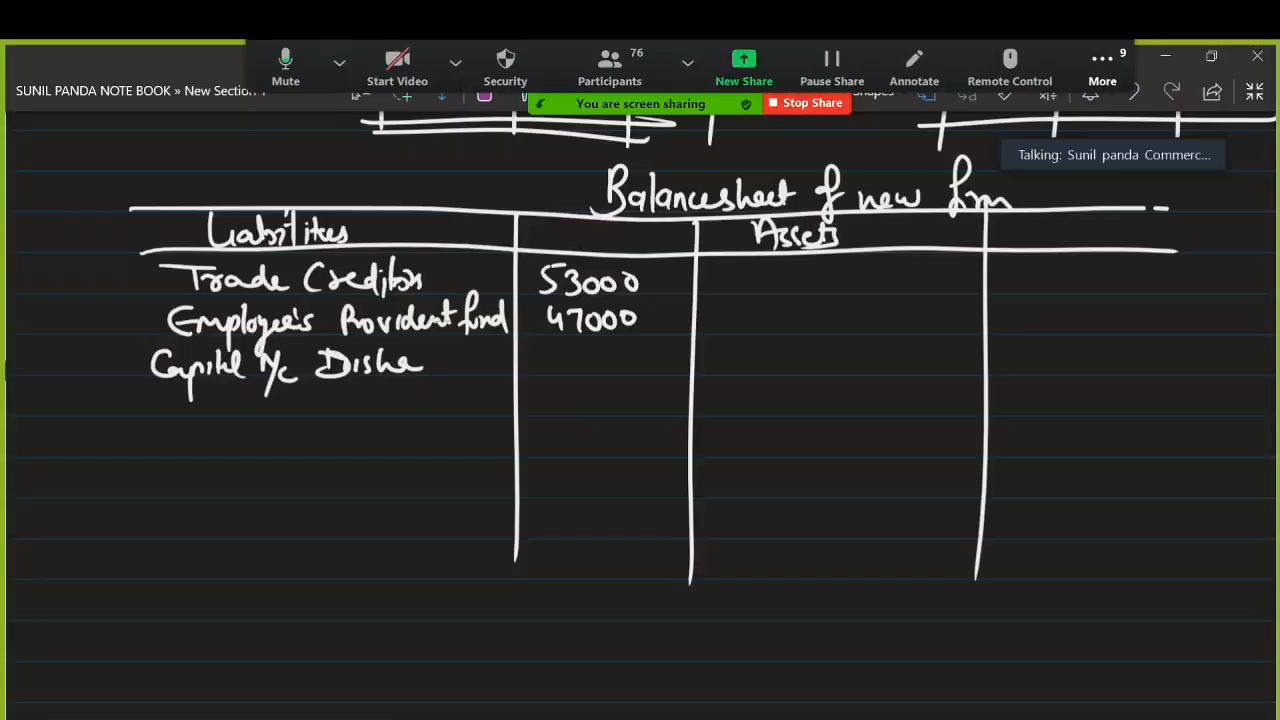 76
9
Mute
Start Video
Security
Participants
New Share
Pause Share
Annotate
Remote Control
More
SUNIL PANDA NOTE BOOK » New Section 1
You are screen sharing
Stop Share
Talking: Sunil panda Commerc...
Balancesheet of new firm
Liabilities
Assets
Trade Creditors 53000
Employee's Provident fund 47000
Capital A/c Disha